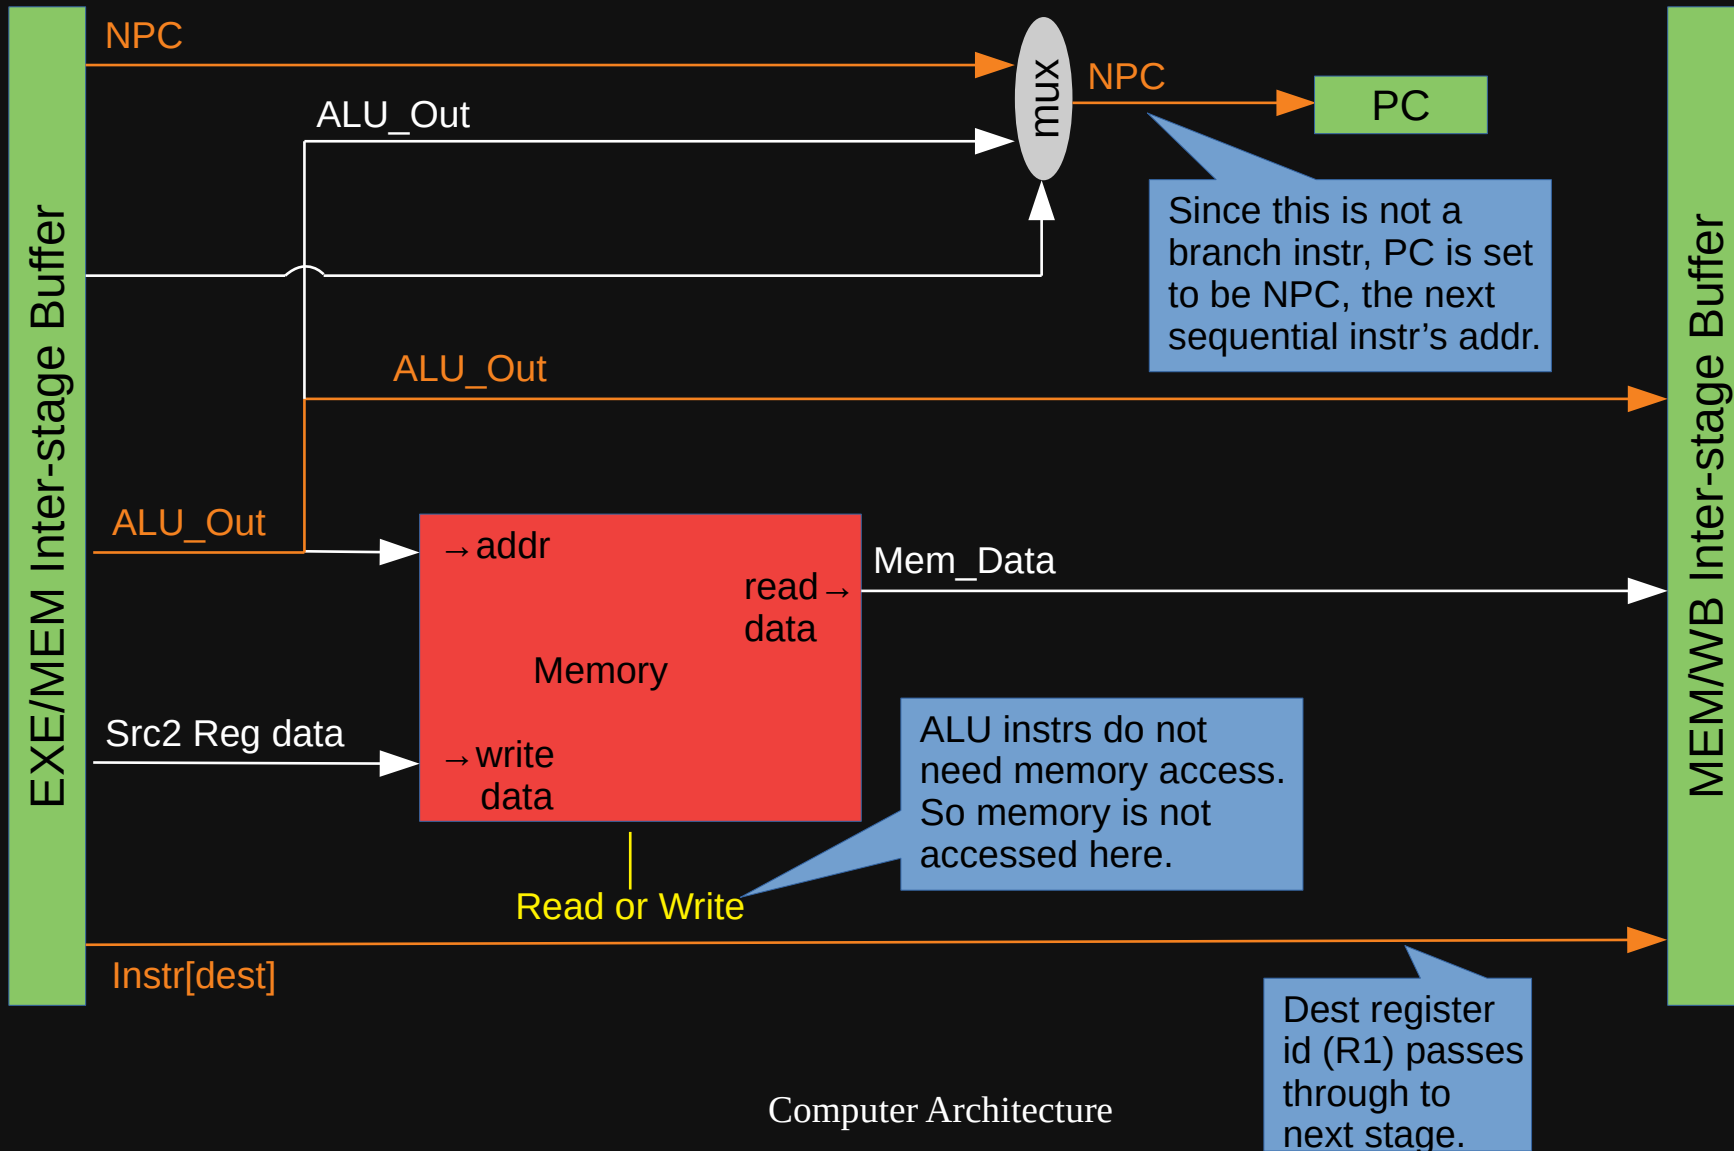 NPC
ALU_Out
mux
NPC
PC
Since this is not a
branch instr, PC is set
to be NPC, the next
sequential instr’s addr.
EXE/MEM Inter-stage Buffer
MEM/WB Inter-stage Buffer
ALU_Out
ALU_Out
→addr
read→
data
Mem_Data
Memory
Src2 Reg data
→write
data
ALU instrs do not
need memory access.
So memory is not
accessed here.
Read or Write
Instr[dest]
Dest register
id (R1) passes
through to
next stage.
Computer Architecture